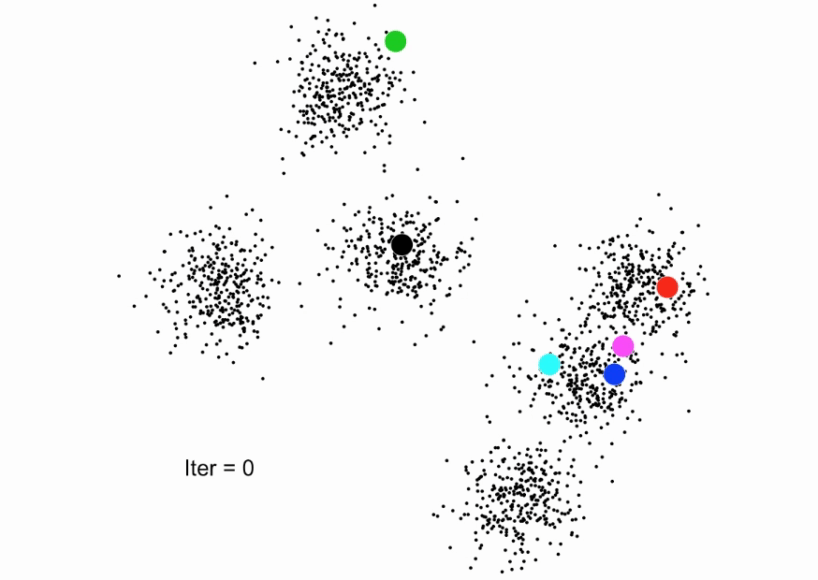 Iter = 0